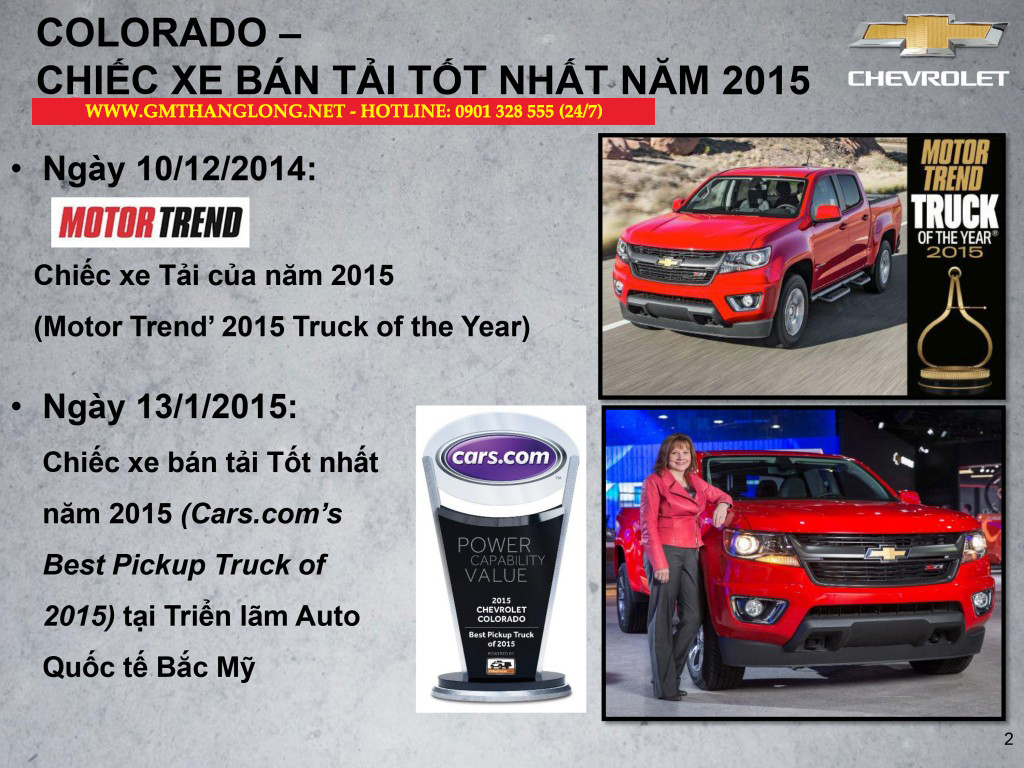 COLORADO –
CHIẾC XE BÁN TẢI TỐT NHẤT NĂM 2015
CHEVROLET
WWW.GMTHANGLONG.NET - HOTLINE: 0901 328 555 (24/7)
• Ngày 10/12/2014:
MOTOR TREND
Chiếc xe Tải của năm 2015
(Motor Trend’ 2015 Truck of the Year)
MOTOR
TREND
TRUCK
OF THE YEAR®
2015
• Ngày 13/1/2015:
Chiếc xe bán tải Tốt nhất
năm 2015 (Cars.com’s
Best Pickup Truck of
2015) tại Triển lãm Auto
Quốc tế Bắc Mỹ
cars.com™
POWER
CAPABILITY
VALUE
2015
CHEVROLET
COLORADO
Best Pickup Truck
of 2015
POWERED BY
Z71
2